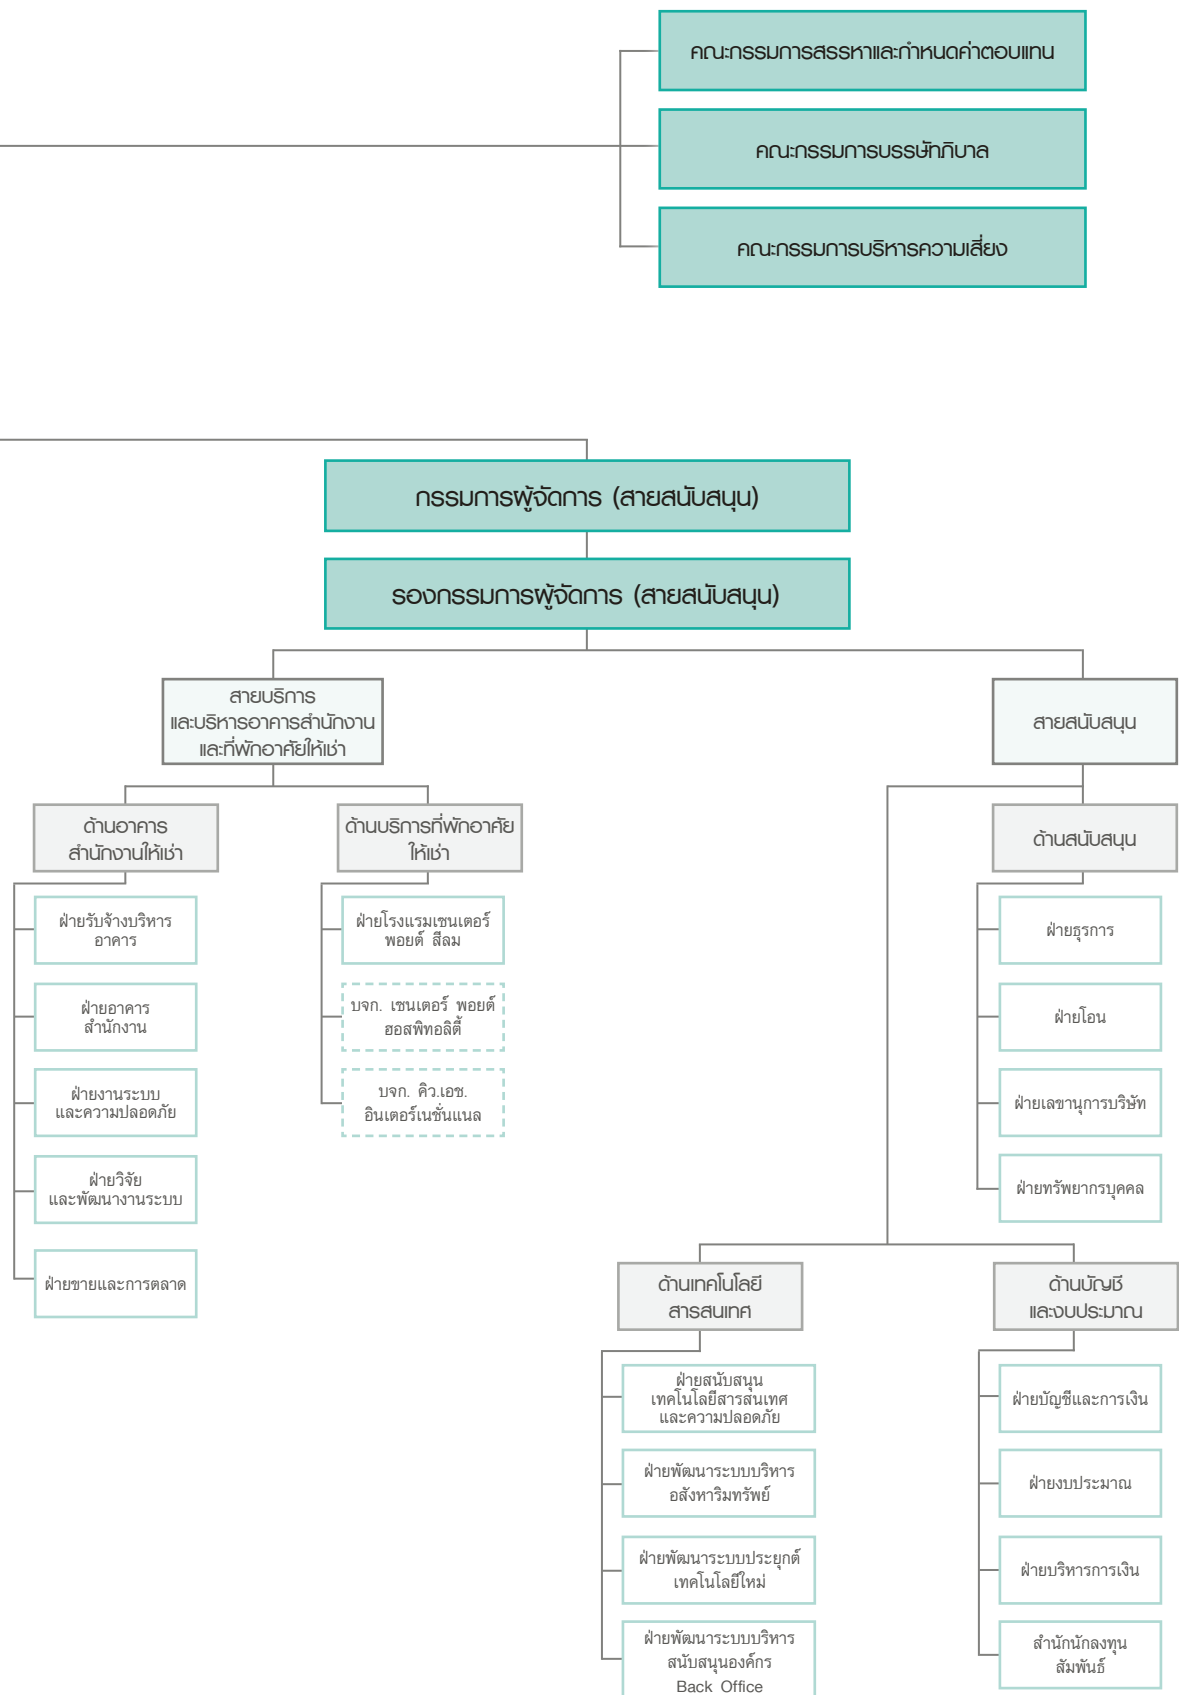 คณะกรรมการสรรหาและกำหนดค่าตอบแทน
คณะกรรมการบรรษัทภิบาล
คณะกรรมการบริหารความเสี่ยง
กรรมการผู้จัดการ (สายสนับสนุน)
รองกรรมการผู้จัดการ (สายสนับสนุน)
สายบริการ
และบริหารอาคารสำนักงาน
และที่พักอาศัยให้เช่า
สายสนับสนุน
ด้านอาคาร
สำนักงานให้เช่า
ด้านบริการที่พักอาศัย
ให้เช่า
ด้านสนับสนุน
ฝ่ายรับจ้างบริหาร
อาคาร
ฝ่ายอาคาร
สำนักงาน
ฝ่ายงานระบบ
และความปลอดภัย
ฝ่ายวิจัย
และพัฒนางานระบบ
ฝ่ายขายและการตลาด
ฝ่ายโรงแรมเซนเตอร์
พอยต์ สีลม
บจก. เซนเตอร์ พอยต์
ฮอสพิทอลิตี้
บจก. คิว.เอช.
อินเตอร์เนชั่นแนล
ฝ่ายธุรการ
ฝ่ายโอน
ฝ่ายเลขานุการบริษัท
ฝ่ายทรัพยากรบุคคล
ด้านเทคโนโลยี
สารสนเทศ
ด้านบัญชี
และงบประมาณ
ฝ่ายสนับสนุน
เทคโนโลยีสารสนเทศ
และความปลอดภัย
ฝ่ายพัฒนาระบบบริหาร
อสังหาริมทรัพย์
ฝ่ายพัฒนาระบบประยุกต์
เทคโนโลยีใหม่
ฝ่ายพัฒนาระบบบริหาร
สนับสนุนองค์กร
Back Office
ฝ่ายบัญชีและการเงิน
ฝ่ายงบประมาณ
ฝ่ายบริหารการเงิน
สำนักนักลงทุน
สัมพันธ์